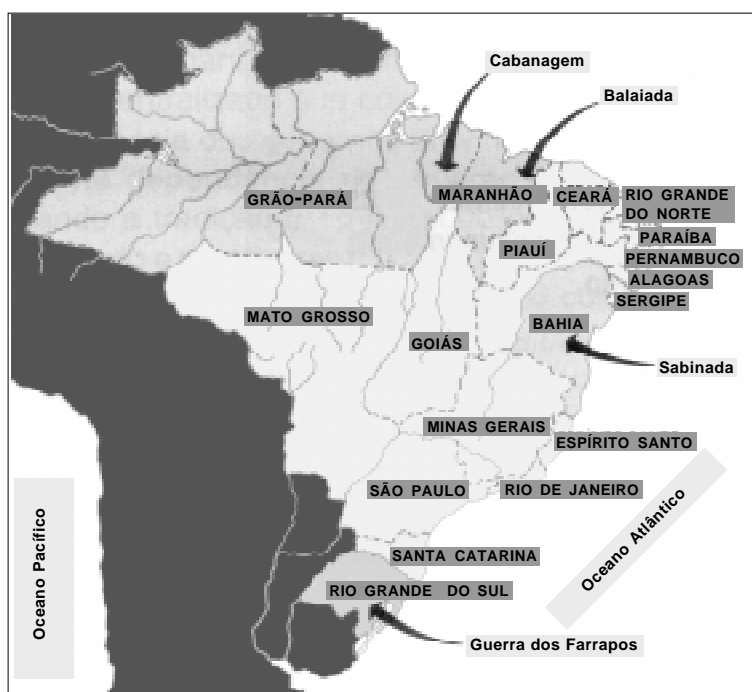 Cabanagem
Balaiada
GRÃO-PARÁ
MARANHÃO
CEARÁ
RIO GRANDE
DO NORTE
PARAÍBA
PIAUÍ
PERNAMBUCO
ALAGOAS
SERGIPE
MATO GROSSO
BAHIA
GOIÁS
Sabinada
MINAS GERAIS
ESPÍRITO SANTO
SÃO PAULO
RIO DE JANEIRO
Oceano Pacífico
Oceano Atlântico
SANTA CATARINA
RIO GRANDE DO SUL
Guerra dos Farrapos